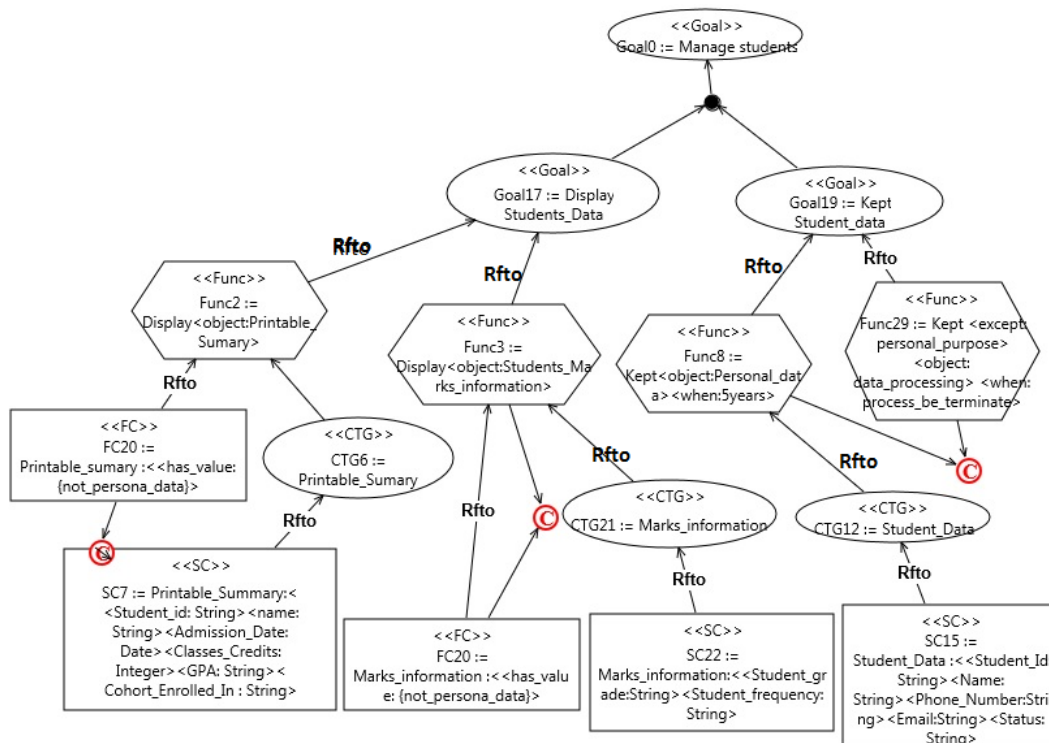 <<Goal>>
Goal0 := Manage students
<<Goal>>
Goal17 := Display
Students_Data
<<Goal>>
Goal19 := Kept
Student_data
Rfto
Rfto
Rfto
Rfto
<<Func>>
Func2 :=
Display<object:Printable_
Sumary>
<<Func>>
Func3 :=
Display<object:Students_Ma
rks_information>
<<Func>>
Func8 :=
Kept<object:Personal_dat
a> <when:5years>
<<Func>>
Func29 := Kept <except:
personal_purpose>
<object:
data_processing> <when:
process_be_terminate>
Rfto
<<FC>>
FC20 :=
Printable_sumary :<<has_value:
{not_persona_data}>
<<CTG>>
CTG6 :=
Printable_Sumary
Rfto
Rfto
C
<<CTG>>
CTG21 := Marks_information
<<CTG>>
CTG12 := Student_Data
Rfto
C
C
Rfto
C
Rfto
Rfto
<<SC>>
SC7 := Printable_Summary:<
<Student_id: String> <name:
String> <Admission_Date:
Date> <Classes_Credits:
Integer> <GPA: String> <
Cohort_Enrolled_In : String>
<<FC>>
FC20 :=
Marks_information :<<has_valu
e: {not_persona_data}>
<<SC>>
SC22 :=
Marks_information:<<Student_gr
ade:String> <Student_frequency:
String>
<<SC>>
SC15 :=
Student_Data :<<Student_Id:
String> <Name:
String> <Phone_Number:Stri
ng> <Email:String> <Status:
String>